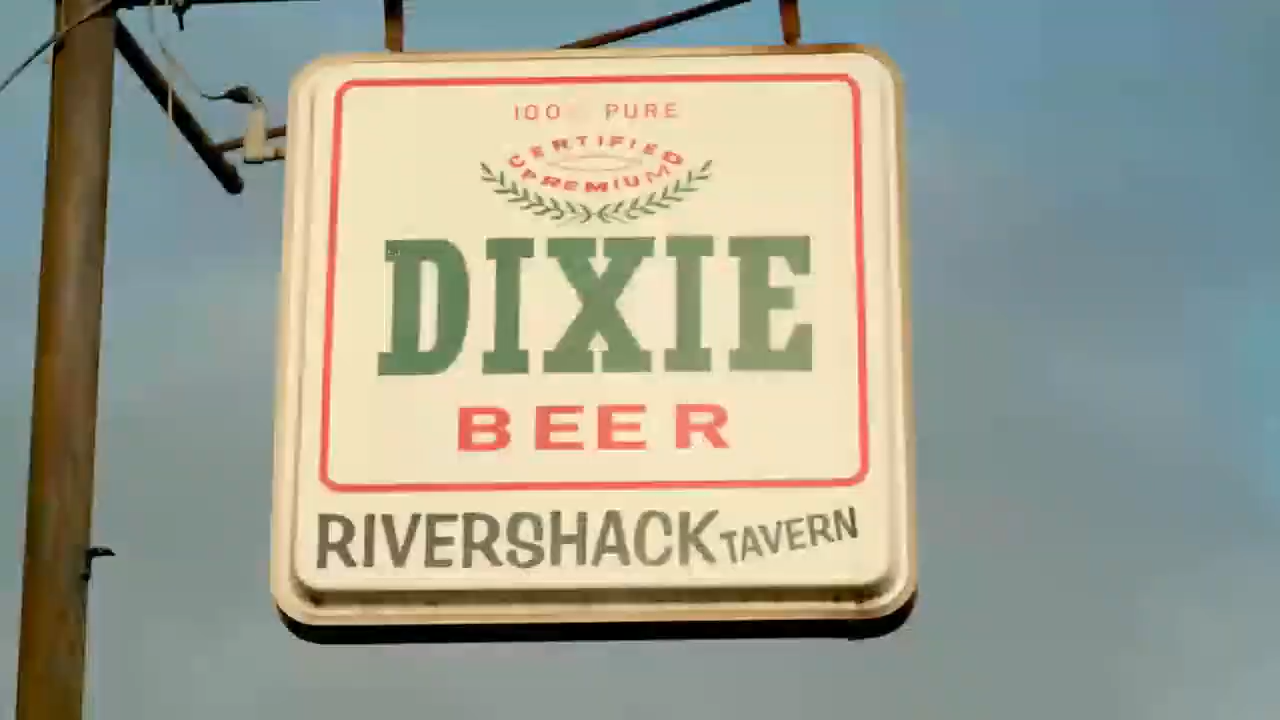 100% PURE
CERTIFIED
PREMIUM
DIXIE
BEER
RIVERSHACK TAVERN